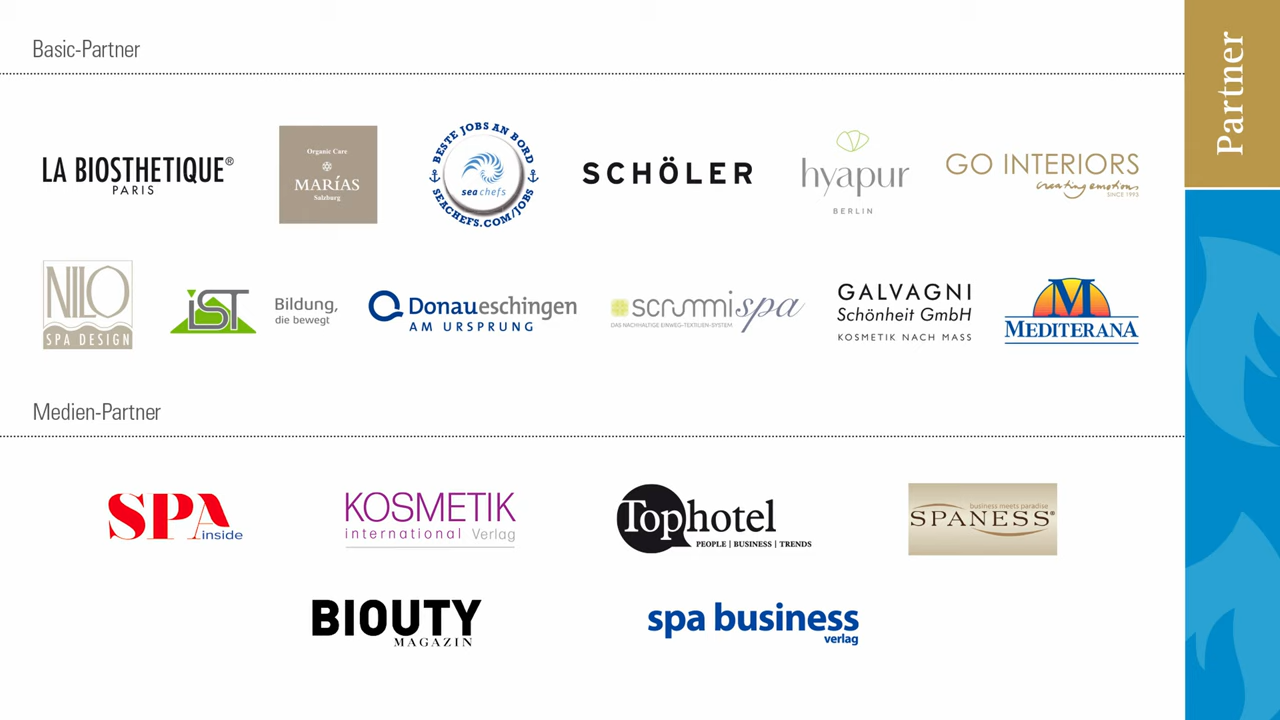 Basic-Partner
Partner
LA BIOSTHETIQUE®
PARIS
Organic Care
MARÍAS
Salzburg
BESTE JOBS AN BORD
sea chefs
SEACHEFS.COM/JOBS
SCHÖLER
hyapur
BERLIN
GO INTERIORS
creating emotions
SINCE 1993
NILO
SPA DESIGN
iST
Bildung,
die bewegt
Donaueschingen
AM URSPRUNG
scrummi spa
DAS NACHHALTIGE EINWEG-TEXTILIEN-SYSTEM
GALVAGNI
Schönheit GmbH
KOSMETIK NACH MASS
M
MEDITERANA
Medien-Partner
SPA
inside
KOSMETIK
international Verlag
Tophotel
PEOPLE | BUSINESS | TRENDS
business meets paradise
SPANESS®
BIOUTY
MAGAZIN
spa business
verlag